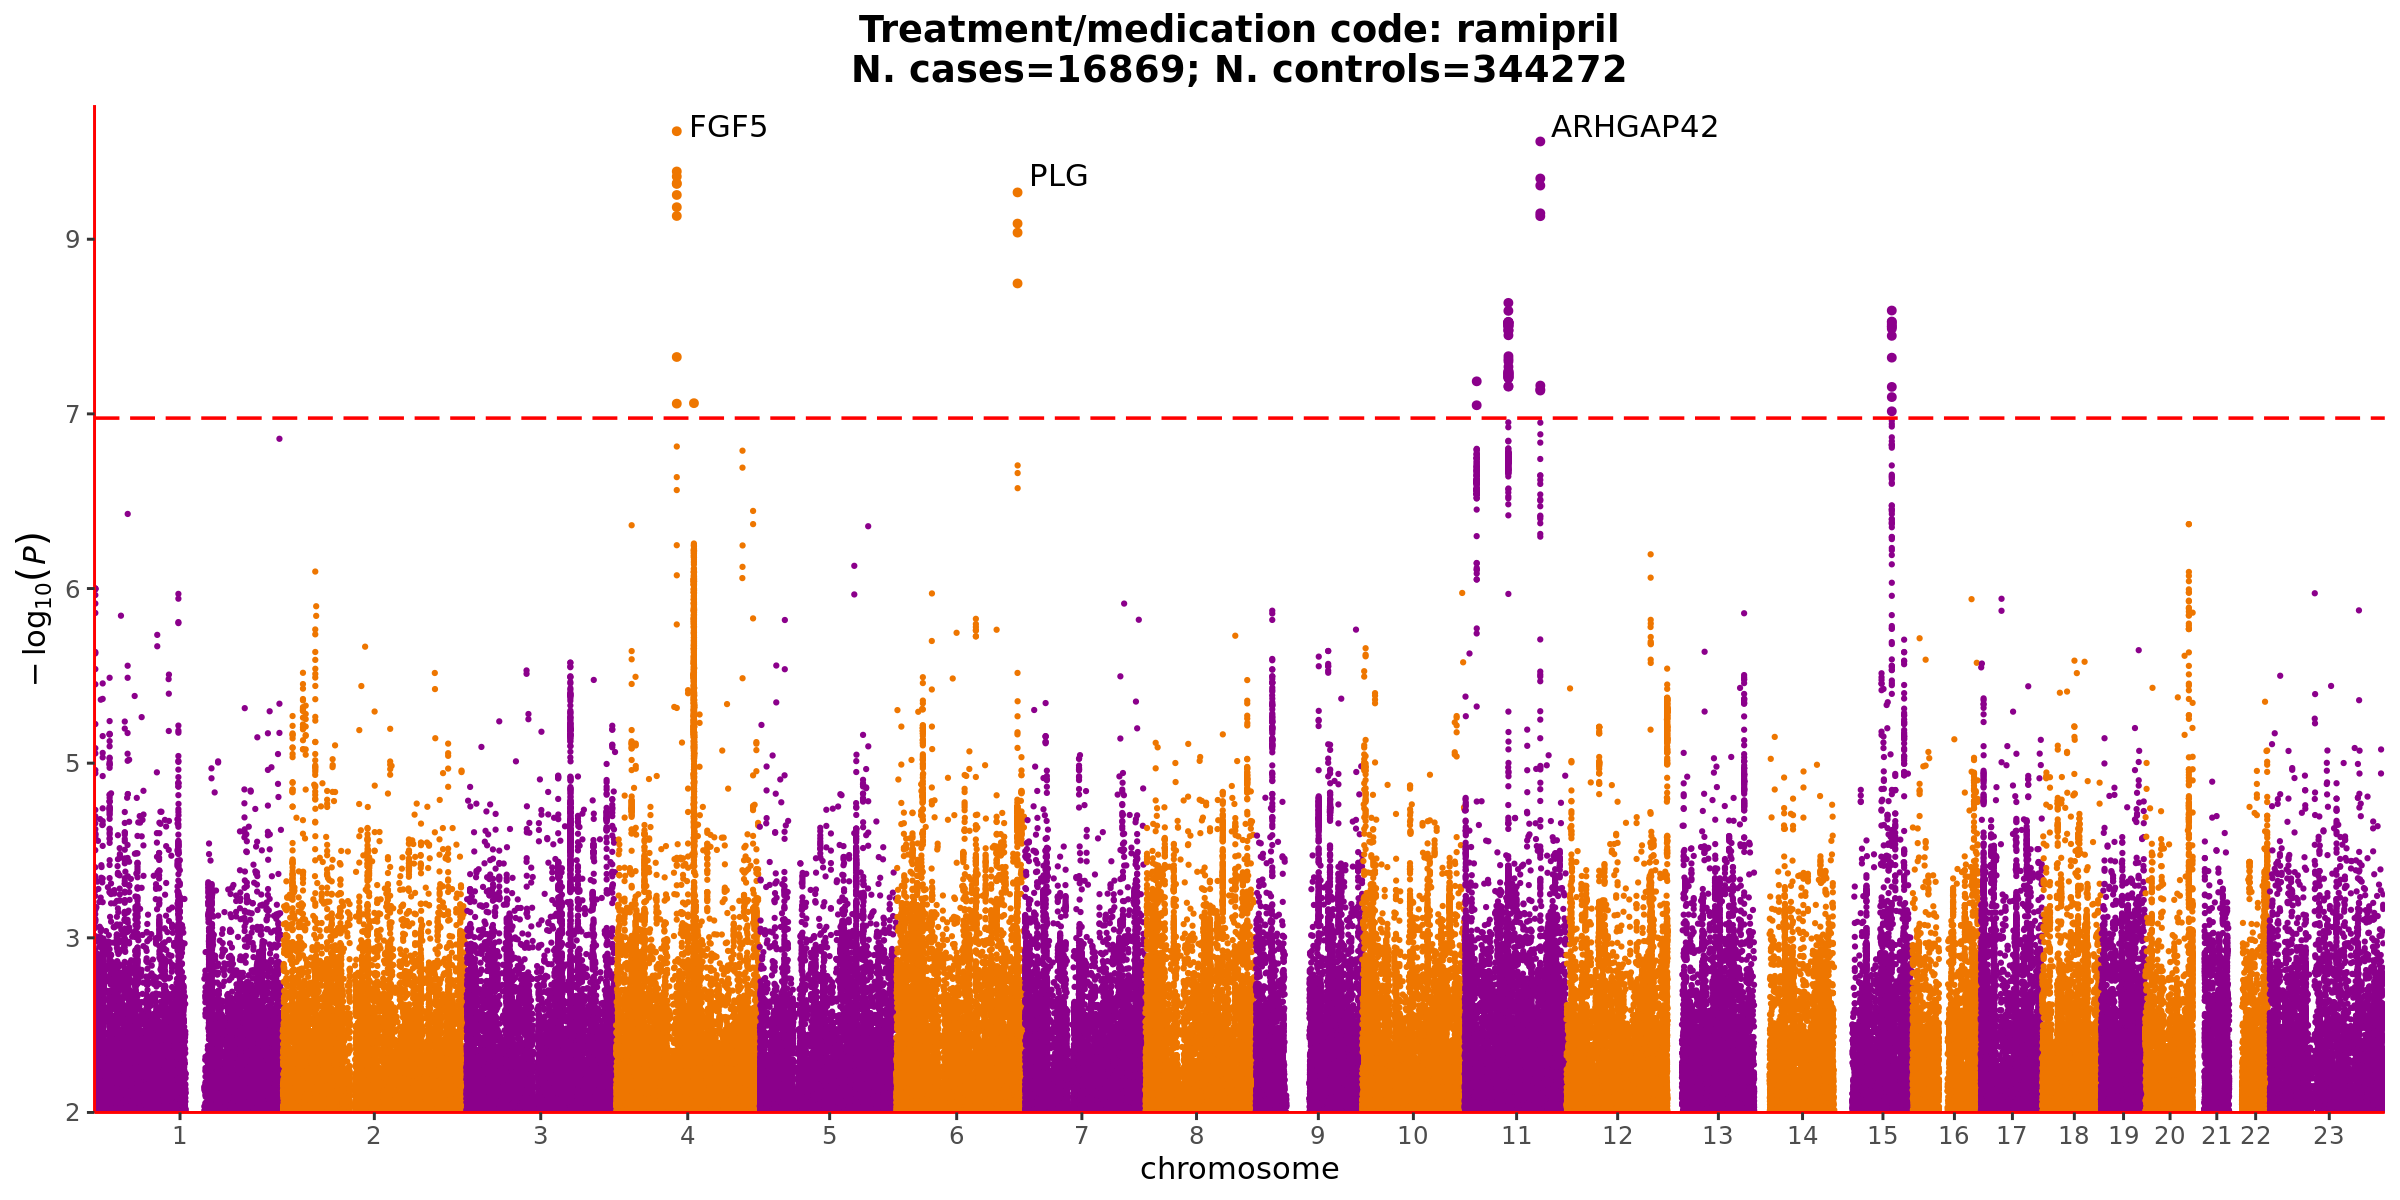 Treatment/medication code: ramipril
N. cases=16869; N. controls=344272
FGF5
ARHGAP42
PLG
9
7
6
5
3
2
− log10(P)
1 2 3 4 5 6 7 8 9 10 11 12 13 14 15 16 17 18 19 20 21 22 23
chromosome